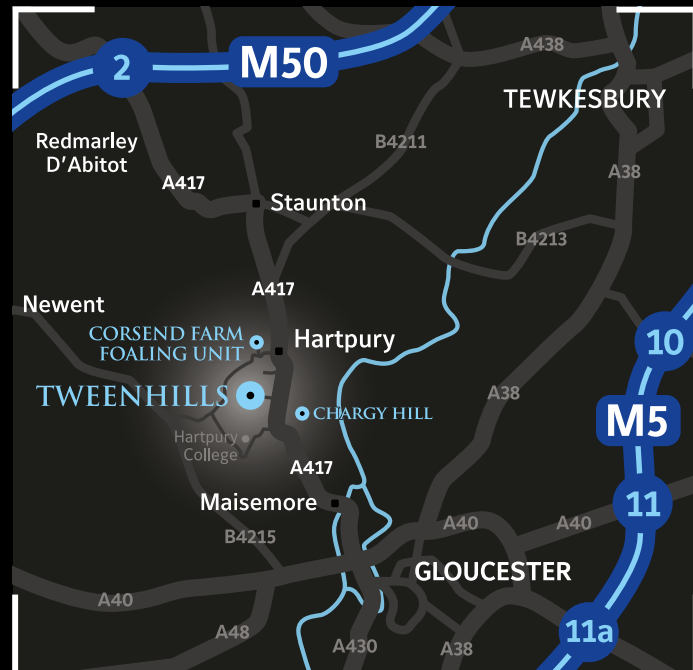 A438
M50
2
TEWKESBURY
B4211
Redmarley
D'Abitot
A38
A417
Staunton
B4213
A417
Newent
CORSEND FARM
FOALING UNIT
Hartpury
10
TWEENHILLS
A38
CHARGY HILL
M5
Hartpury
College
A417
Maisemore
11
A40
A40
B4215
GLOUCESTER
A40
A48
A430
A38
11a